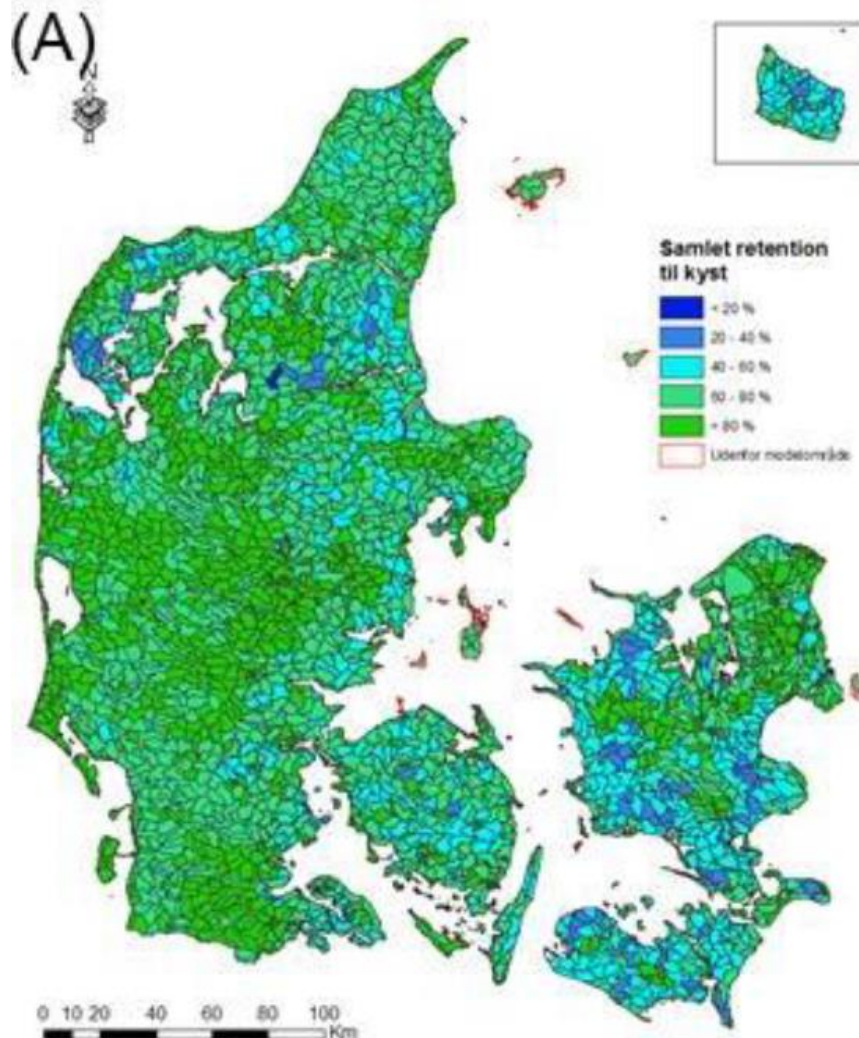 (A)
N
Samlet retention
til kyst
< 20 %
20 - 40 %
40 - 60 %
60 - 80 %
> 80 %
Udenfor modelområde
0 10 20 40 60 80 100
Km